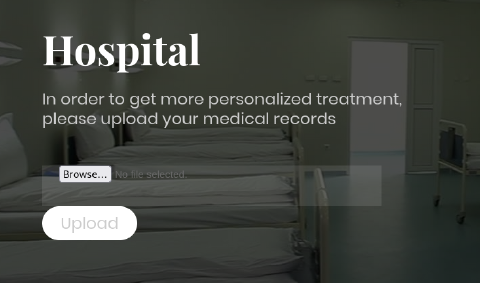 Hospital
In order to get more personalized treatment,
please upload your medical records
Browse... No file selected.
Upload